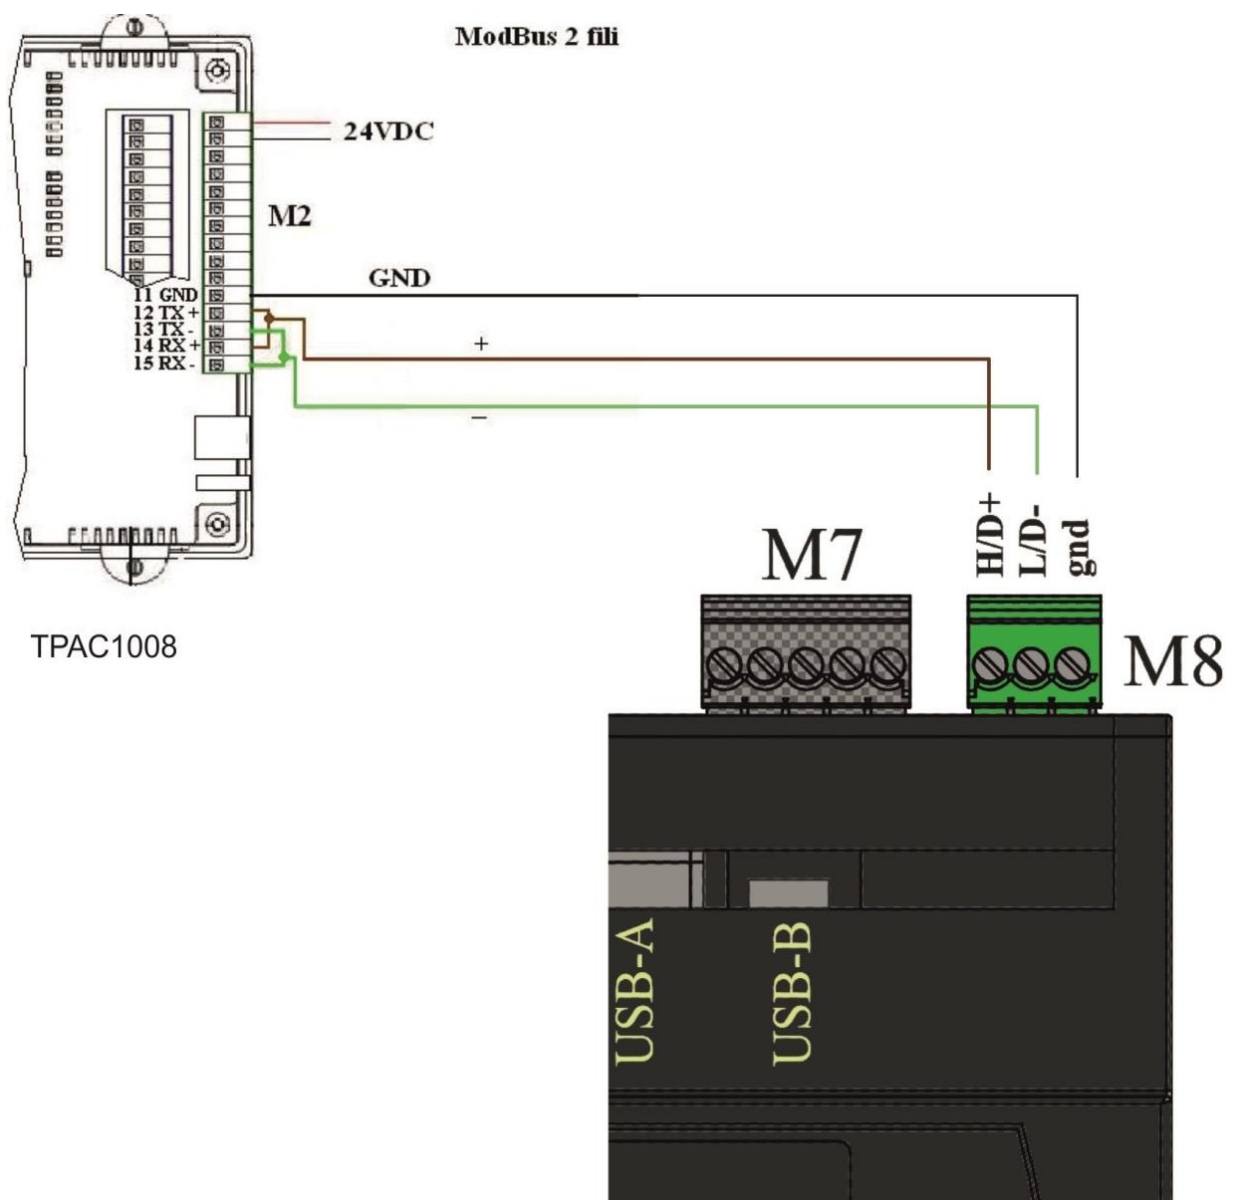 ModBus 2 fili
24VDC
M2
GND
11 GND
12 TX +
13 TX -
14 RX +
15 RX -
+
–
H/D+
L/D-
gnd
TPAC1008
M7
M8
USB-A
USB-B